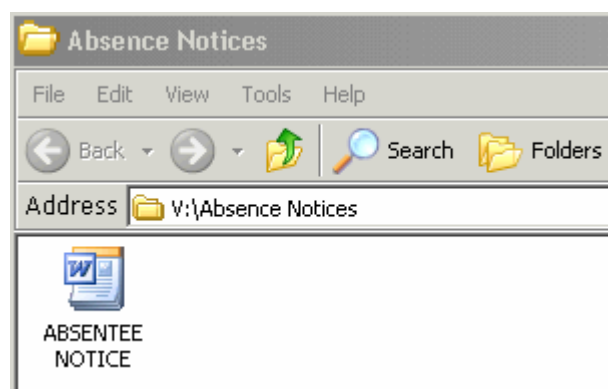 Absence Notices
File Edit View Tools Help
Back Search Folders
Address V:\Absence Notices
W
ABSENTEE
NOTICE